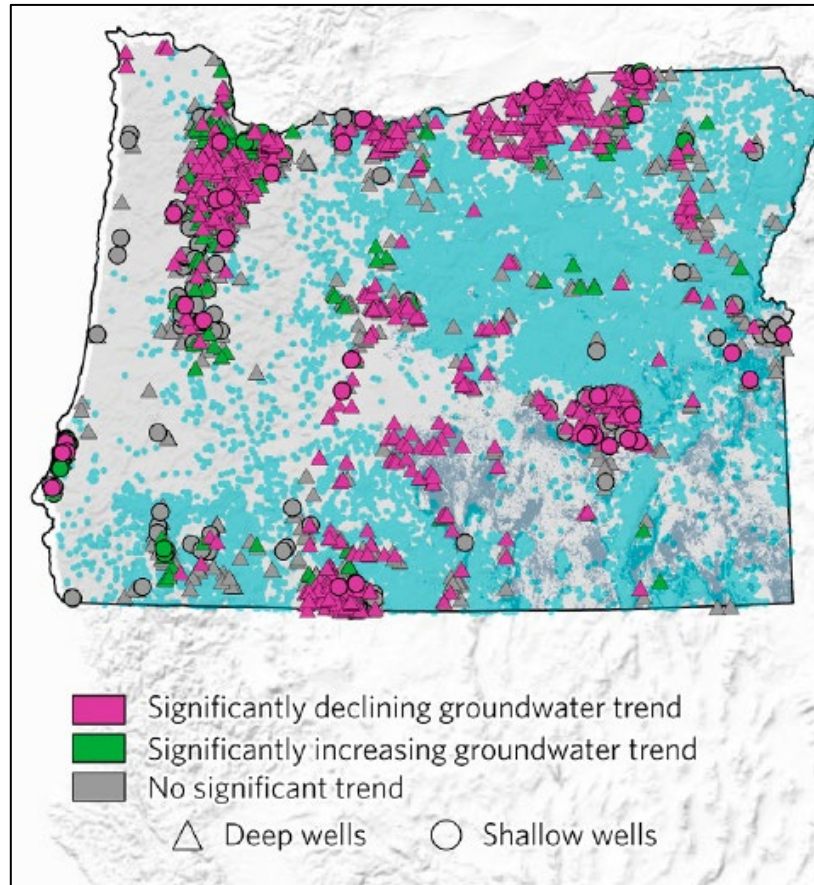 Significantly declining groundwater trend
Significantly increasing groundwater trend
No significant trend
Deep wells
Shallow wells